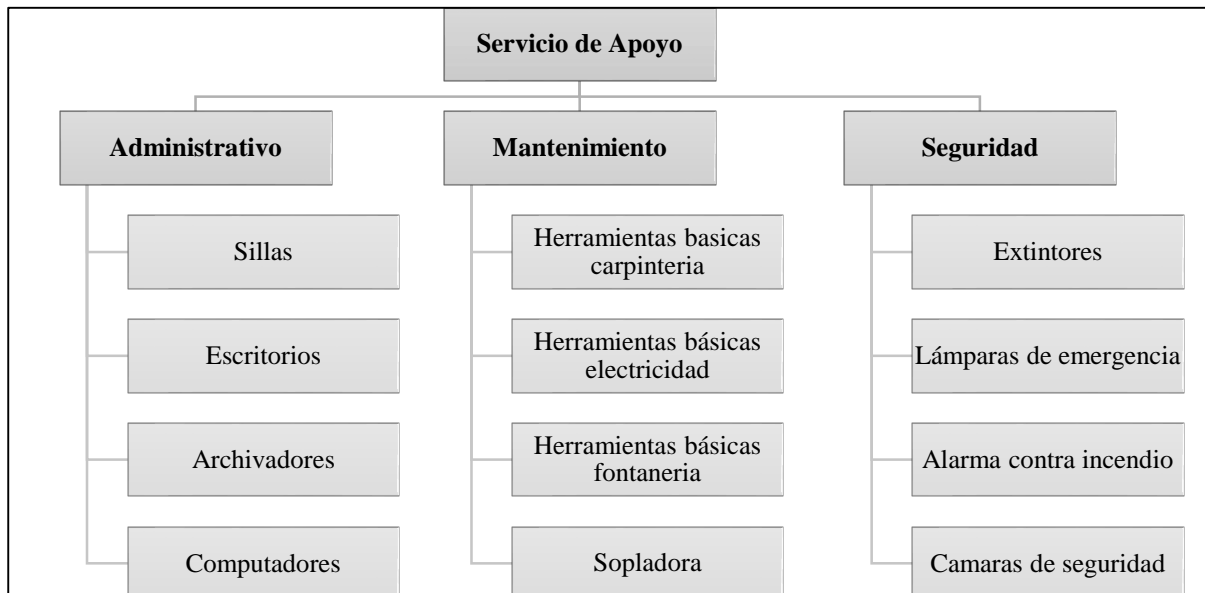 Servicio de Apoyo
Administrativo
Sillas
Escritorios
Archivadores
Computadores
Mantenimiento
Herramientas basicas
carpinteria
Herramientas básicas
electricidad
Herramientas básicas
fontaneria
Sopladora
Seguridad
Extintores
Lámparas de emergencia
Alarma contra incendio
Camaras de seguridad